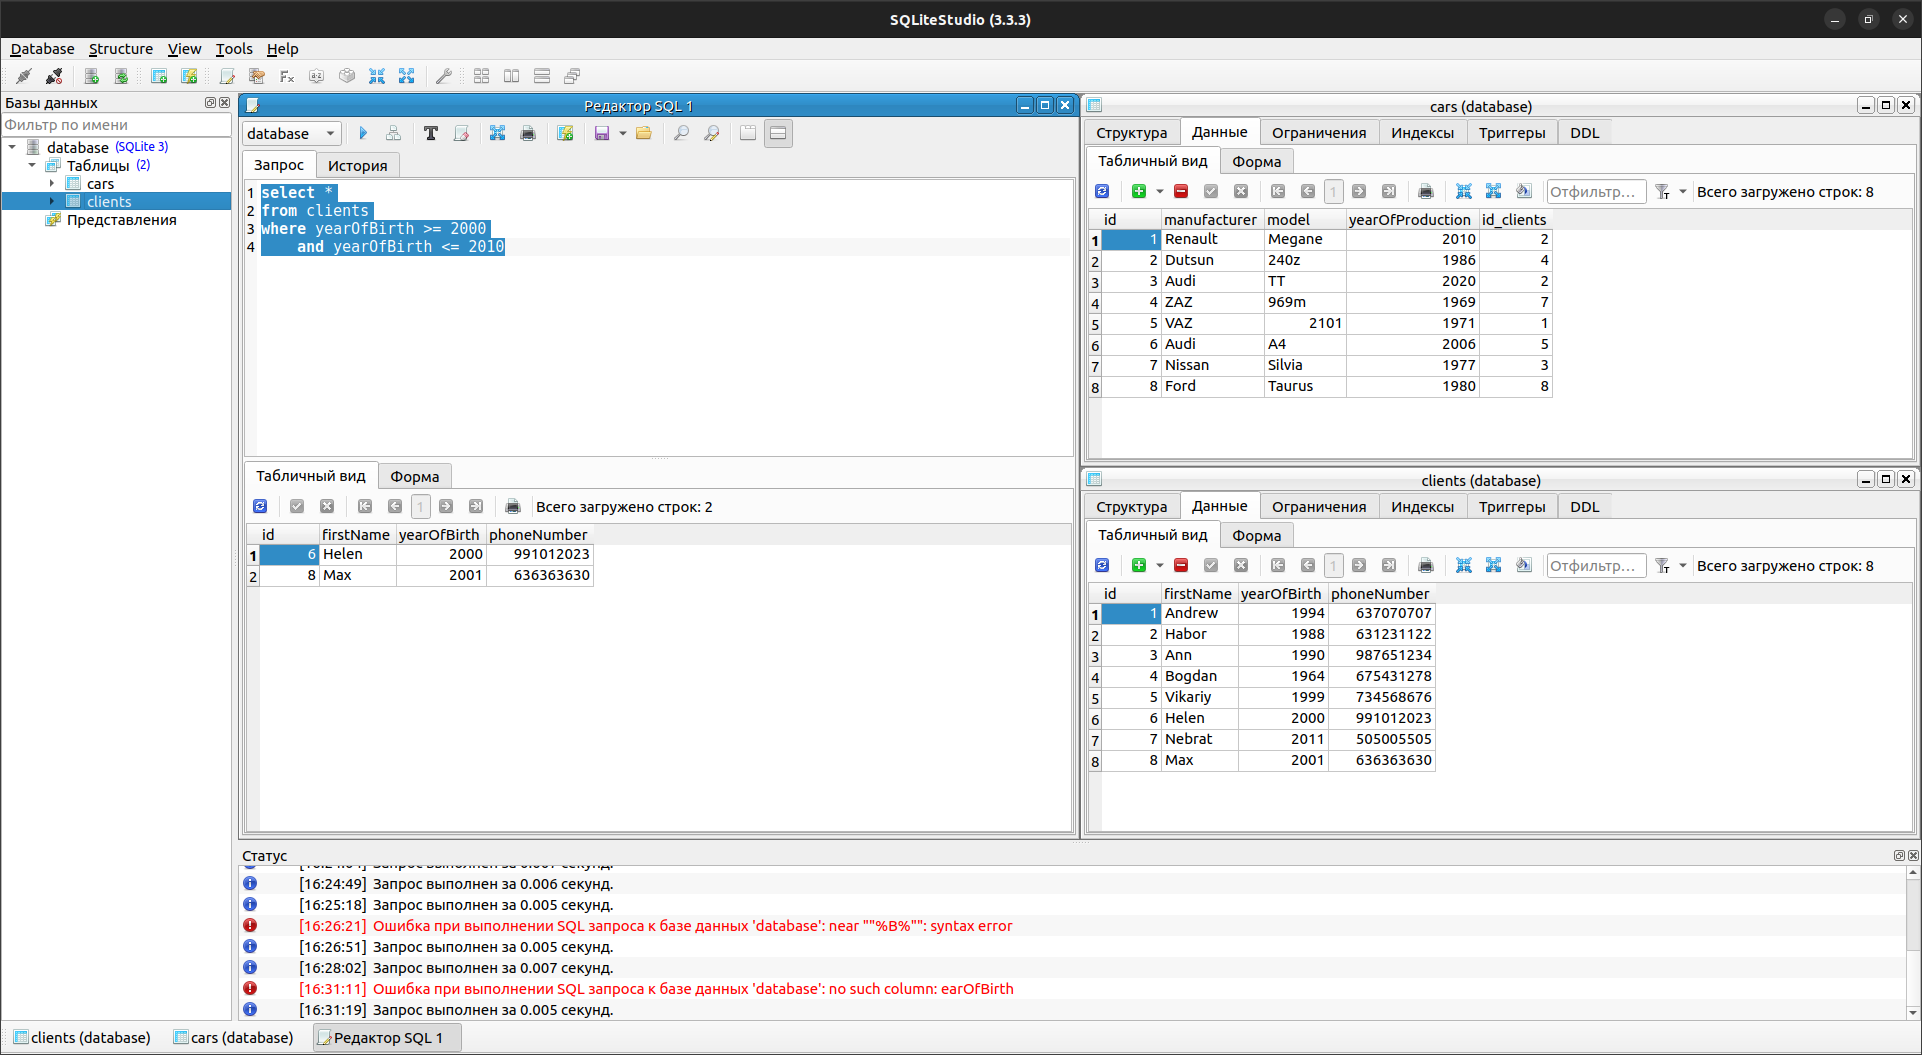 SQLiteStudio (3.3.3)
Database Structure View Tools Help
Базы данных
Фильтр по имени
database (SQLite 3)
Таблицы (2)
cars
clients
Представления
Редактор SQL 1
database
Запрос История
1 select *
2 from clients
3 where yearOfBirth >= 2000
4 and yearOfBirth <= 2010
Табличный вид Форма
1 Всего загружено строк: 2
id firstName yearOfBirth phoneNumber
1 6 Helen 2000 991012023
2 8 Max 2001 636363630
cars (database)
Структура Данные Ограничения Индексы Триггеры DDL
Табличный вид Форма
1 Отфильтр... Всего загружено строк: 8
id manufacturer model yearOfProduction id_clients
1 1 Renault Megane 2010 2
2 2 Dutsun 240z 1986 4
3 3 Audi TT 2020 2
4 4 ZAZ 969m 1969 7
5 5 VAZ 2101 1971 1
6 6 Audi A4 2006 5
7 7 Nissan Silvia 1977 3
8 8 Ford Taurus 1980 8
clients (database)
Структура Данные Ограничения Индексы Триггеры DDL
Табличный вид Форма
1 Отфильтр... Всего загружено строк: 8
id firstName yearOfBirth phoneNumber
1 1 Andrew 1994 637070707
2 2 Habor 1988 631231122
3 3 Ann 1990 987651234
4 4 Bogdan 1964 675431278
5 5 Vikariy 1999 734568676
6 6 Helen 2000 991012023
7 7 Nebrat 2011 505005505
8 8 Max 2001 636363630
Статус
[16:24:49] Запрос выполнен за 0.006 секунд.
[16:25:18] Запрос выполнен за 0.005 секунд.
[16:26:21] Ошибка при выполнении SQL запроса к базе данных 'database': near ""%B%"": syntax error
[16:26:51] Запрос выполнен за 0.005 секунд.
[16:28:02] Запрос выполнен за 0.007 секунд.
[16:31:11] Ошибка при выполнении SQL запроса к базе данных 'database': no such column: earOfBirth
[16:31:19] Запрос выполнен за 0.005 секунд.
clients (database) cars (database) Редактор SQL 1